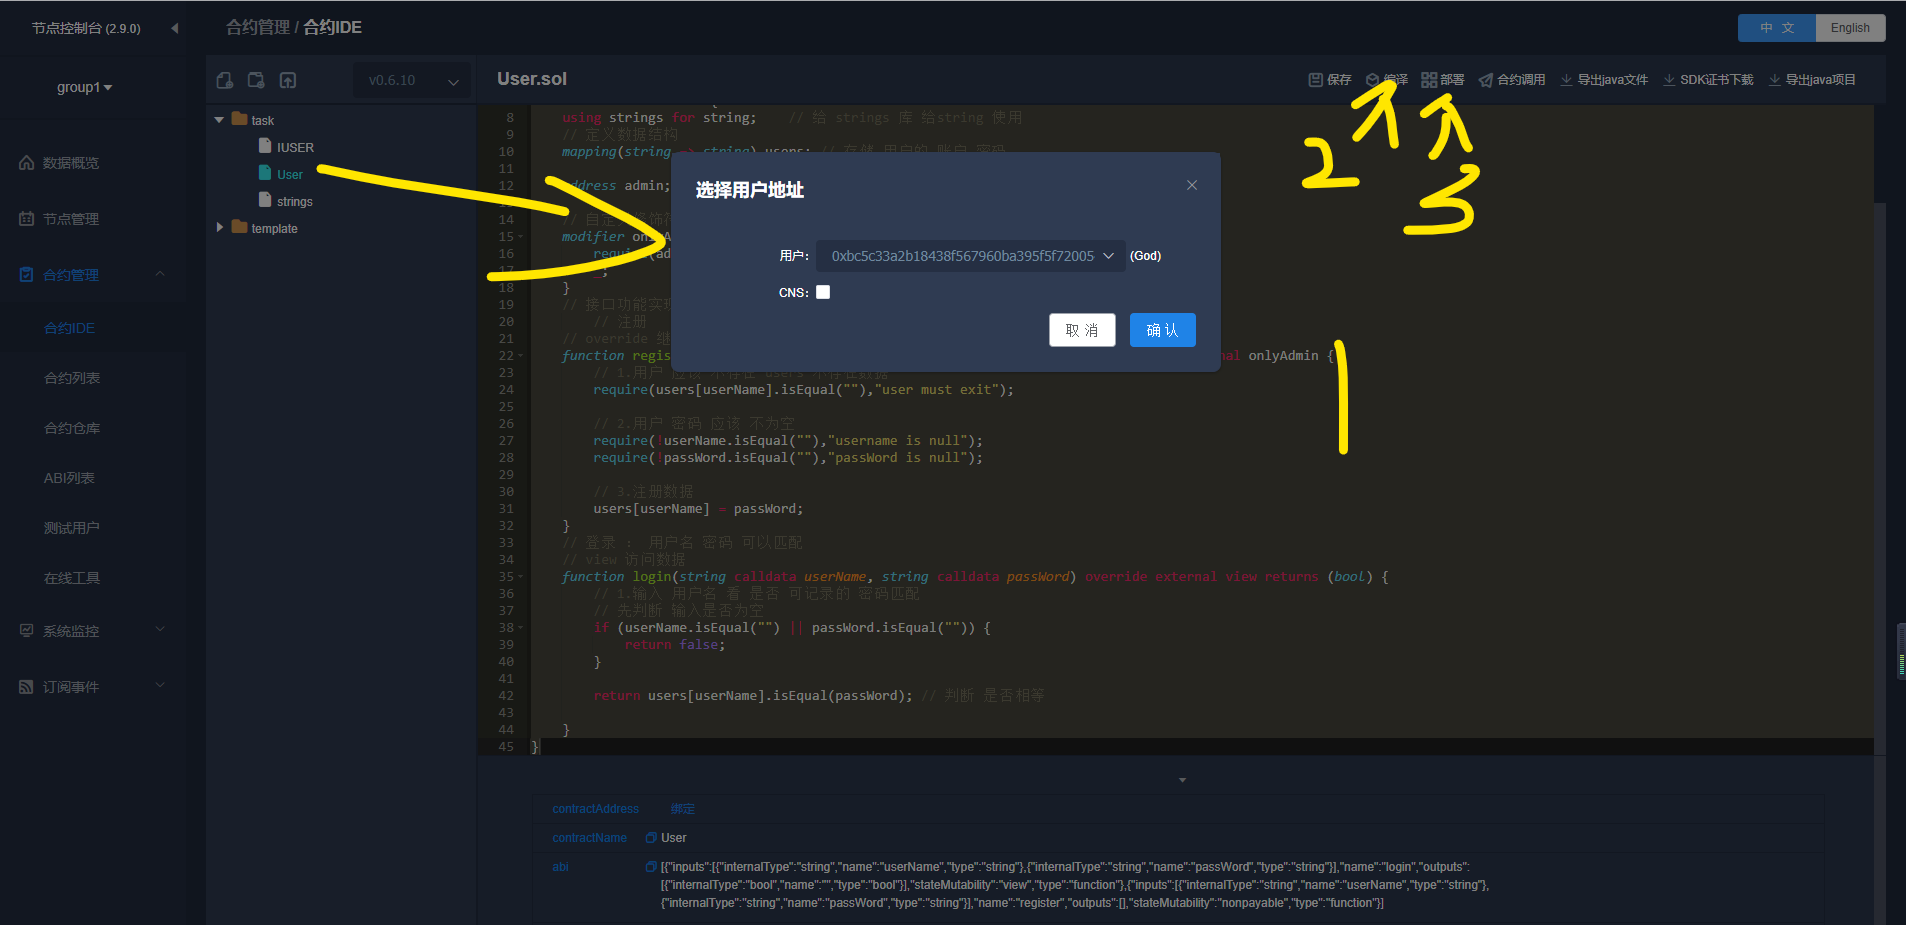 节点控制台 (2.9.0)
合约管理 / 合约IDE
中 文
English
group1
v0.6.10
User.sol
保存
编译
部署
合约调用
导出java文件
SDK证书下载
导出java项目
数据概览
节点管理
合约管理
合约IDE
合约列表
合约仓库
ABI列表
测试用户
在线工具
系统监控
订阅事件
task
IUSER
User
strings
template
8 using strings for string; // 给 strings 库 给string 使用
9 // 定义数据结构
10 mapping(string => string) users; // 存储 用户的 账户 密码
11
12 address admin;
14 // 自定义修饰符
15 modifier onlyA
16 require(ad
17 _;
18 }
19 // 接口功能实现
20 // 注册
21 // override 继
22 function regis nal onlyAdmin {
23 // 1.用户 应该 不存在 users 不存在数据
24 require(users[userName].isEqual(""),"user must exit");
25
26 // 2.用户 密码 应该 不为空
27 require(!userName.isEqual(""),"username is null");
28 require(!passWord.isEqual(""),"passWord is null");
29
30 // 3.注册数据
31 users[userName] = passWord;
32 }
33 // 登录 : 用户名 密码 可以匹配
34 // view 访问数据
35 function login(string calldata userName, string calldata passWord) override external view returns (bool) {
36 // 1.输入 用户名 看 是否 可记录的 密码匹配
37 // 先判断 输入是否为空
38 if (userName.isEqual("") || passWord.isEqual("")) {
39 return false;
40 }
41
42 return users[userName].isEqual(passWord); // 判断 是否相等
43
44 }
45 }
选择用户地址
用户: 0xbc5c33a2b18438f567960ba395f5f72005 (God)
CNS:
取 消
确 认
2
3
1
contractAddress 绑定
contractName User
abi [{"inputs":[{"internalType":"string","name":"userName","type":"string"},{"internalType":"string","name":"passWord","type":"string"}],"name":"login","outputs":
[{"internalType":"bool","name":"","type":"bool"}],"stateMutability":"view","type":"function"},{"inputs":[{"internalType":"string","name":"userName","type":"string"},
{"internalType":"string","name":"passWord","type":"string"}],"name":"register","outputs":[],"stateMutability":"nonpayable","type":"function"}]